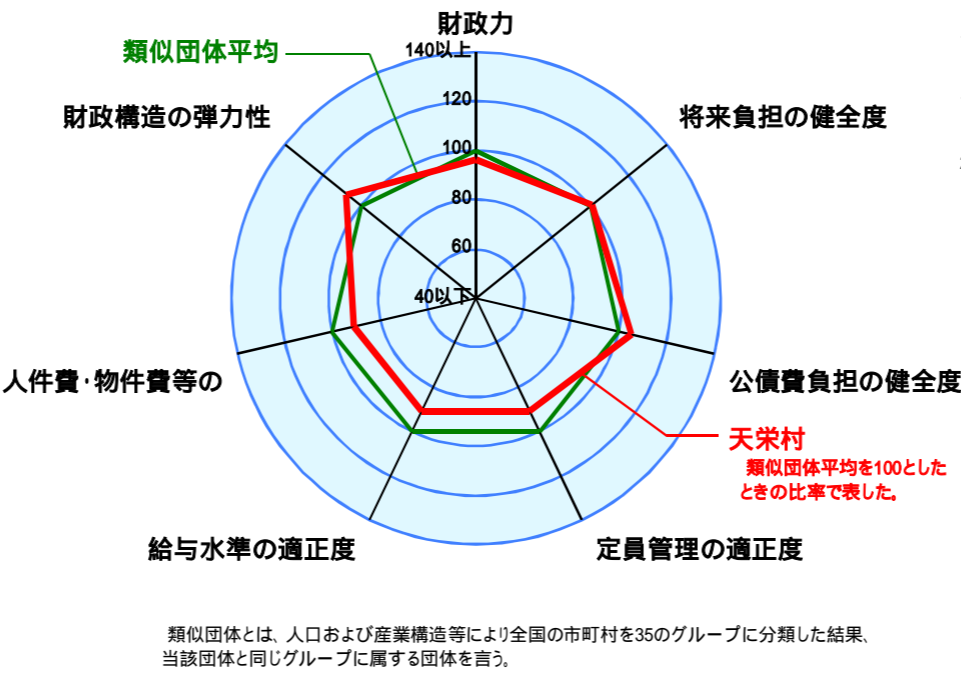 財政力
140以上
類似団体平均
120
財政構造の弾力性
将来負担の健全度
100
80
60
40以下
人件費・物件費等の
公債費負担の健全度
天栄村
類似団体平均を100とした
ときの比率で表した。
給与水準の適正度
定員管理の適正度
類似団体とは、人口および産業構造等により全国の市町村を35のグループに分類した結果、
当該団体と同じグループに属する団体を言う。